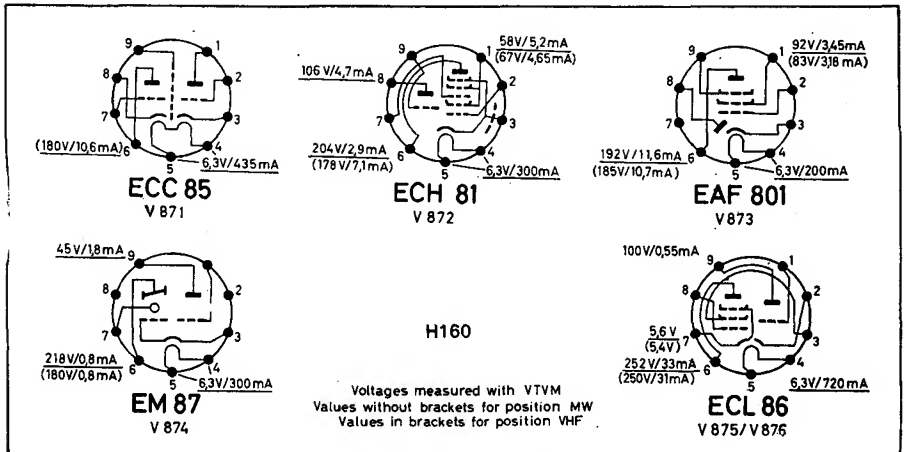 9
1
8
2
7
3
(180V/10,6mA)
6
4
5
6,3V/435mA
ECC 85
V 871
58V/5,2mA
(67V/4,65mA)
9
1
106 V/4,7mA
8
2
7
3
204V/2,9mA
(178V/7,1mA)
6
4
5
6,3V/300mA
ECH 81
V 872
92V/3,45mA
(83V/3,18 mA)
9
1
8
2
7
3
192V/11,6mA
(185V/10,7mA)
6
4
5
6,3V/200mA
EAF 801
V 873
45V/1,8mA
9
8
2
7
3
218V/0,8mA
(180V/0,8mA)
6
4
5
6,3V/300mA
EM 87
V 874
H160
Voltages measured with VTVM
Values without brackets for position MW
Values in brackets for position VHF
100V/0,55mA
9
1
8
2
5,6 V
(5,4V)
7
3
252V/33mA
(250V/31mA)
6
4
5
6,3V/720mA
ECL 86
V 875/V 876